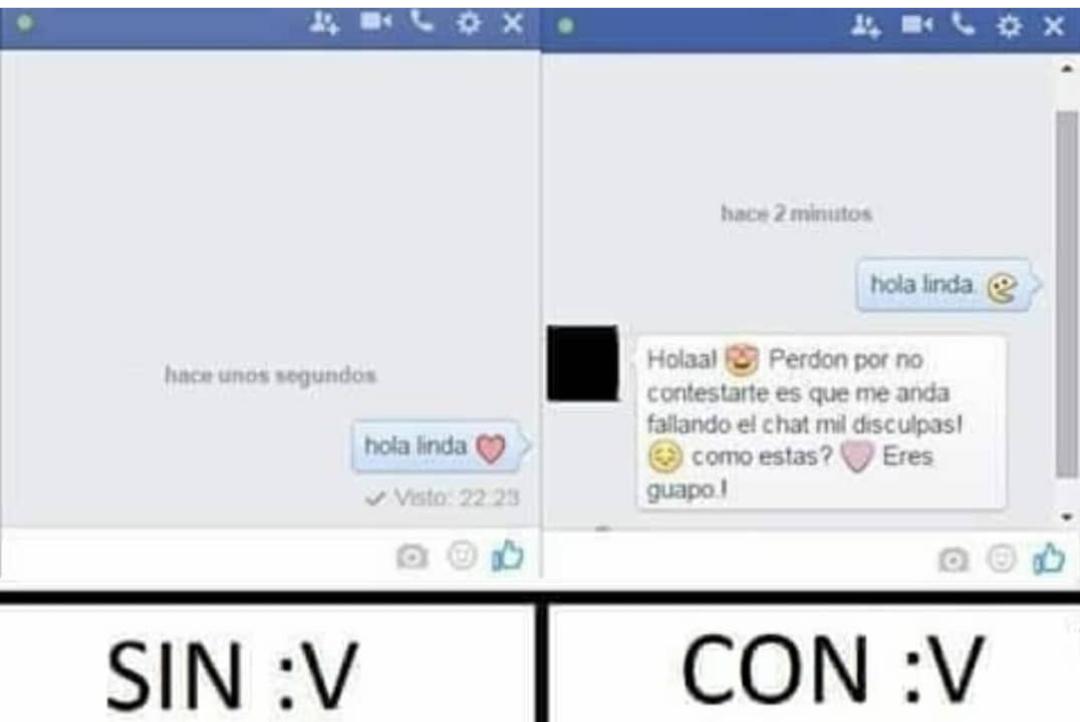 hace unos segundos
hola linda
Visto: 22:23
SIN :V
hace 2 minutos
hola linda.
Holaa! Perdon por no
contestarte es que me anda
fallando el chat mil disculpas!
como estas? Eres
guapo.!
CON :V